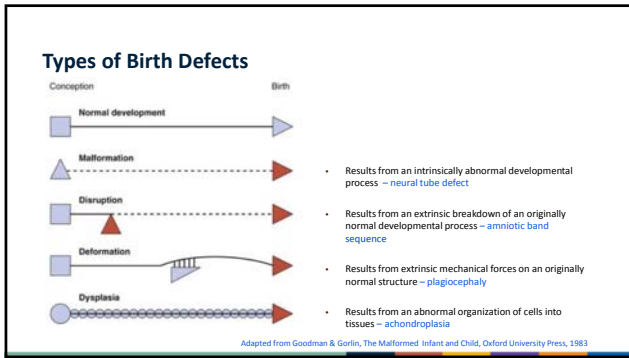 Types of Birth Defects
Conception
Birth
Normal development
Malformation
• Results from an intrinsically abnormal developmental
process – neural tube defect
Disruption
• Results from an extrinsic breakdown of an originally
normal developmental process – amniotic band
sequence
Deformation
• Results from extrinsic mechanical forces on an originally
normal structure – plagiocephaly
Dysplasia
• Results from an abnormal organization of cells into
tissues – achondroplasia
Adapted from Goodman & Gorlin, The Malformed Infant and Child, Oxford University Press, 1983